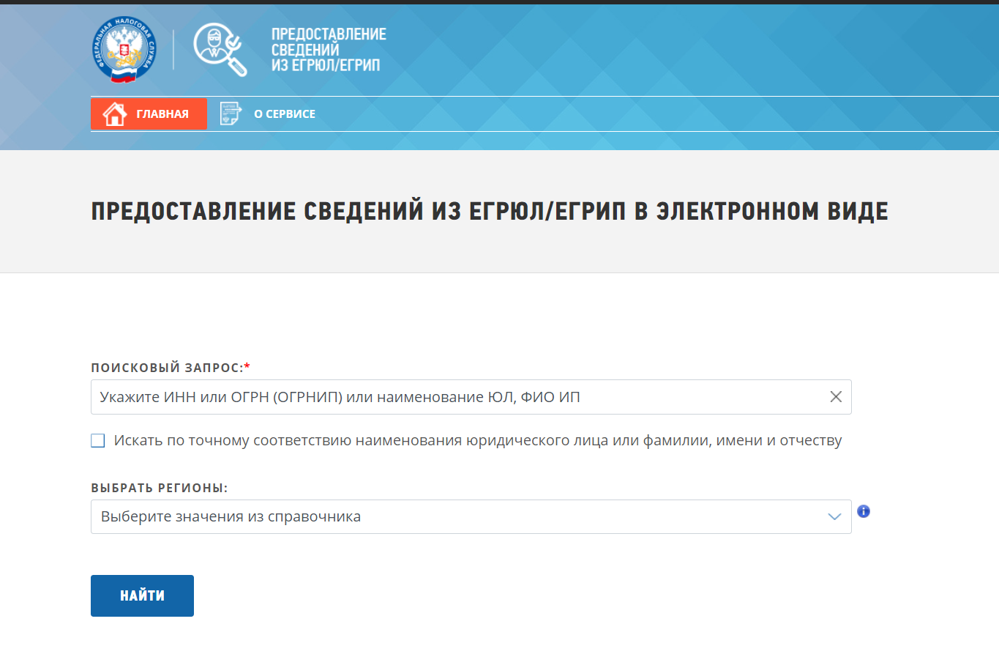 ФЕДЕРАЛЬНАЯ НАЛОГОВАЯ СЛУЖБА
ПРЕДОСТАВЛЕНИЕ
СВЕДЕНИЙ
ИЗ ЕГРЮЛ/ЕГРИП
ГЛАВНАЯ
О СЕРВИСЕ
ПРЕДОСТАВЛЕНИЕ СВЕДЕНИЙ ИЗ ЕГРЮЛ/ЕГРИП В ЭЛЕКТРОННОМ ВИДЕ
ПОИСКОВЫЙ ЗАПРОС:*
Укажите ИНН или ОГРН (ОГРНИП) или наименование ЮЛ, ФИО ИП
Искать по точному соответствию наименования юридического лица или фамилии, имени и отчеству
ВЫБРАТЬ РЕГИОНЫ:
Выберите значения из справочника
НАЙТИ